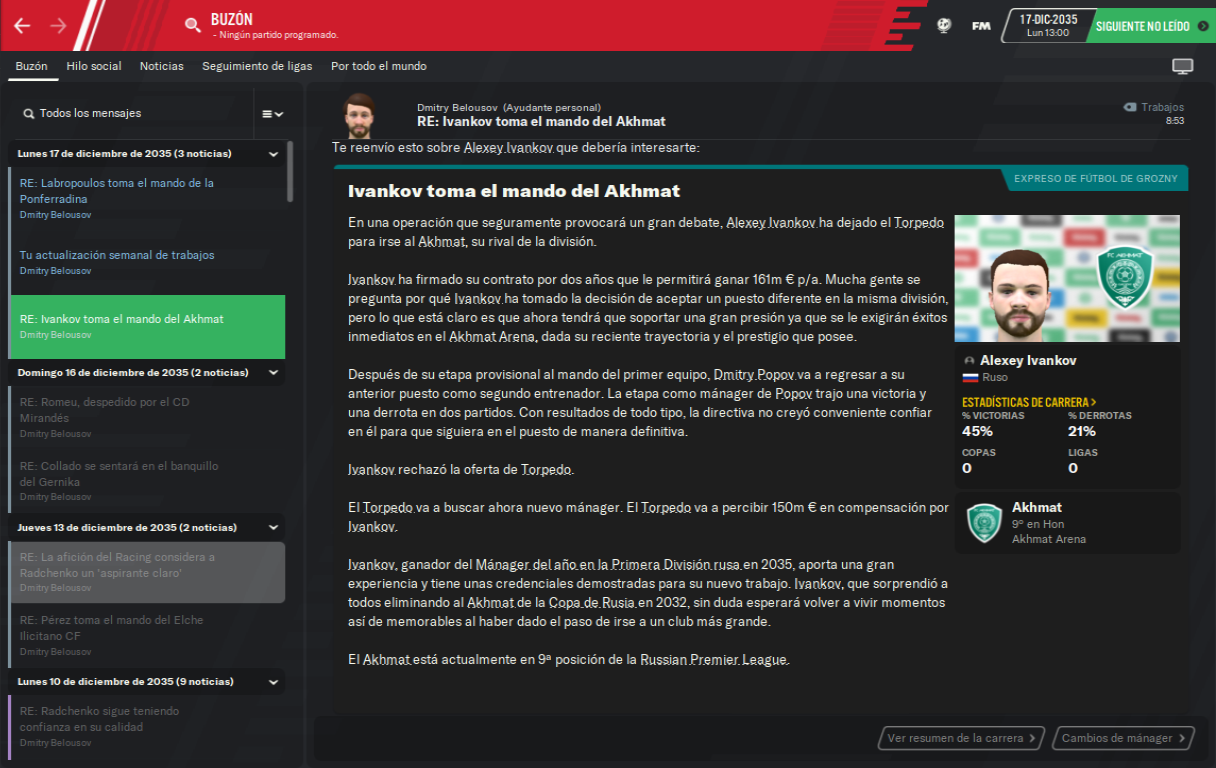 BUZÓN
- Ningún partido programado.
FM
17-DIC-2035
Lun 13:00
SIGUIENTE NO LEÍDO
Buzón
Hilo social
Noticias
Seguimiento de ligas
Por todo el mundo
Todos los mensajes
Lunes 17 de diciembre de 2035 (3 noticias)
RE: Labropoulos toma el mando de la
Ponferradina
Dmitry Belousov
Tu actualización semanal de trabajos
Dmitry Belousov
RE: Ivankov toma el mando del Akhmat
Dmitry Belousov
Domingo 16 de diciembre de 2035 (2 noticias)
RE: Romeu, despedido por el CD
Mirandés
Dmitry Belousov
RE: Collado se sentará en el banquillo
del Gernika
Dmitry Belousov
Jueves 13 de diciembre de 2035 (2 noticias)
RE: La afición del Racing considera a
Radchenko un 'aspirante claro'
Dmitry Belousov
RE: Pérez toma el mando del Elche
Ilicitano CF
Dmitry Belousov
Lunes 10 de diciembre de 2035 (9 noticias)
RE: Radchenko sigue teniendo
confianza en su calidad
Dmitry Belousov
Dmitry Belousov (Ayudante personal)
RE: Ivankov toma el mando del Akhmat
Trabajos
8:53
Te reenvío esto sobre Alexey Ivankov que debería interesarte:
EXPRESO DE FÚTBOL DE GROZNY
Ivankov toma el mando del Akhmat
En una operación que seguramente provocará un gran debate, Alexey Ivankov ha dejado el Torpedo
para irse al Akhmat, su rival de la división.
Ivankov ha firmado su contrato por dos años que le permitirá ganar 161m € p/a. Mucha gente se
pregunta por qué Ivankov ha tomado la decisión de aceptar un puesto diferente en la misma división,
pero lo que está claro es que ahora tendrá que soportar una gran presión ya que se le exigirán éxitos
inmediatos en el Akhmat Arena, dada su reciente trayectoria y el prestigio que posee.
Después de su etapa provisional al mando del primer equipo, Dmitry Popov va a regresar a su
anterior puesto como segundo entrenador. La etapa como mánager de Popov trajo una victoria y
una derrota en dos partidos. Con resultados de todo tipo, la directiva no creyó conveniente confiar
en él para que siguiera en el puesto de manera definitiva.
Ivankov rechazó la oferta de Torpedo.
El Torpedo va a buscar ahora nuevo mánager. El Torpedo va a percibir 150m € en compensación por
Ivankov.
Ivankov, ganador del Mánager del año en la Primera División rusa en 2035, aporta una gran
experiencia y tiene unas credenciales demostradas para su nuevo trabajo. Ivankov, que sorprendió a
todos eliminando al Akhmat de la Copa de Rusia en 2032, sin duda esperará volver a vivir momentos
así de memorables al haber dado el paso de irse a un club más grande.
El Akhmat está actualmente en 9ª posición de la Russian Premier League.
FC AKHMAT
Alexey Ivankov
Ruso
ESTADÍSTICAS DE CARRERA >
% VICTORIAS
% DERROTAS
45%
21%
COPAS
LIGAS
0
0
Akhmat
9º en Hon
Akhmat Arena
Ver resumen de la carrera >
Cambios de mánager >